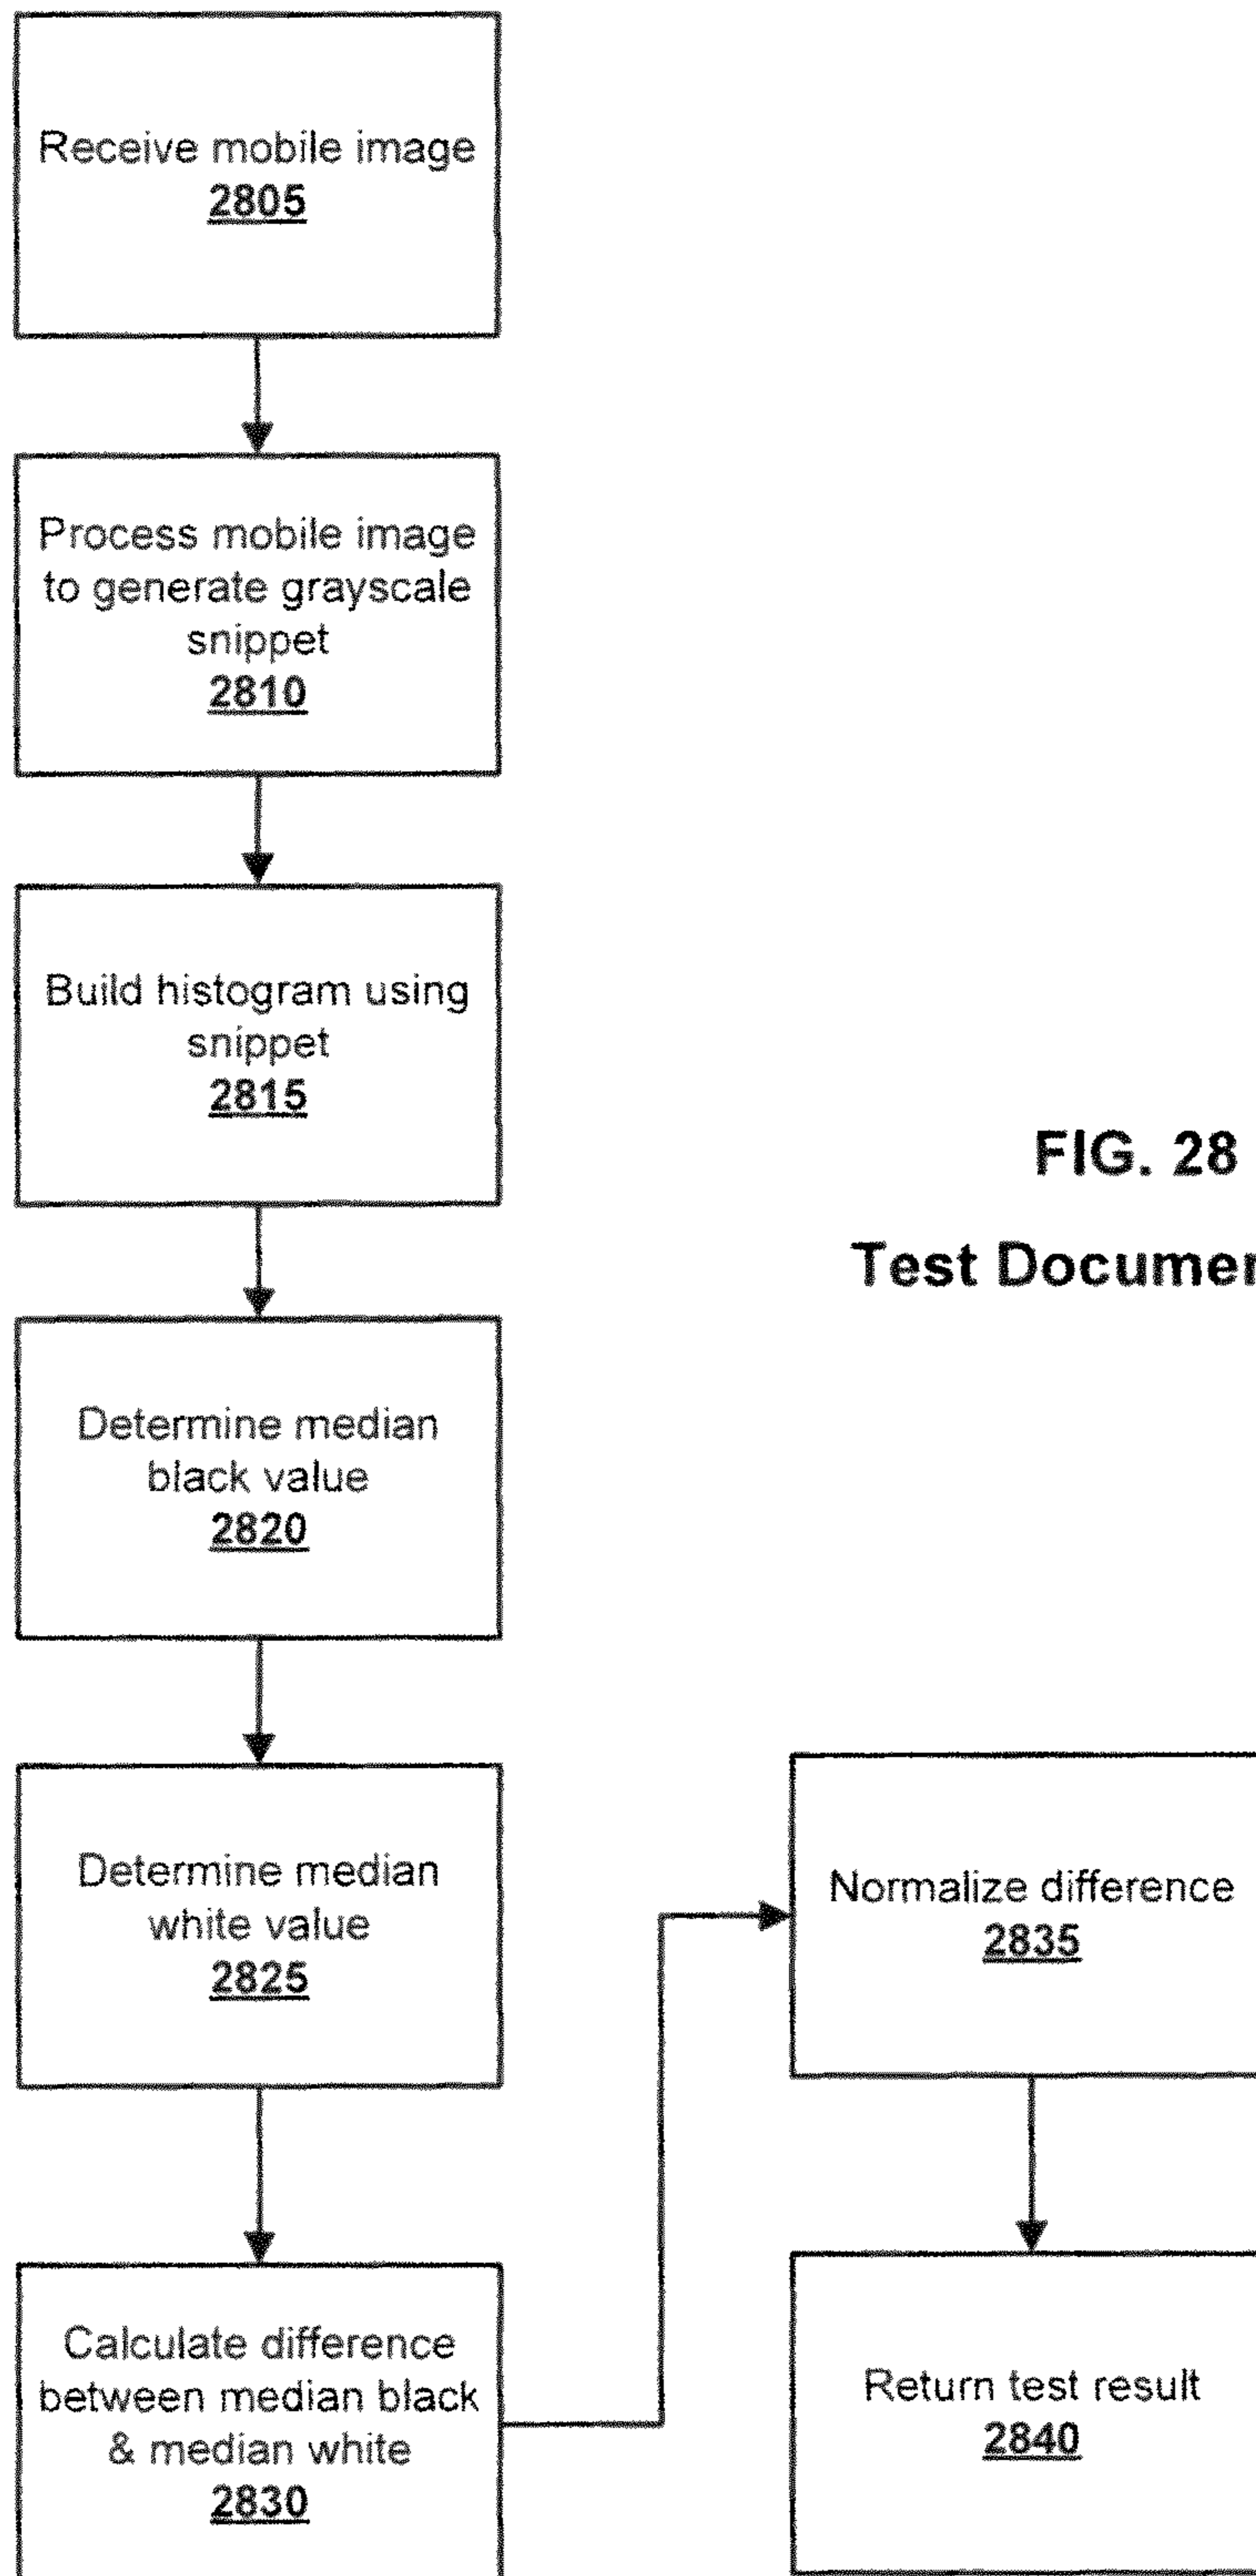 Receive mobile image
2805
Process mobile image
to generate grayscale
snippet
2810
Build histogram using
snippet
2815
Determine median
black value
2820
Determine median
white value
2825
Calculate difference
between median black
& median white
2830
FIG. 28
Test
Normalize difference
2835
Return test result
2840